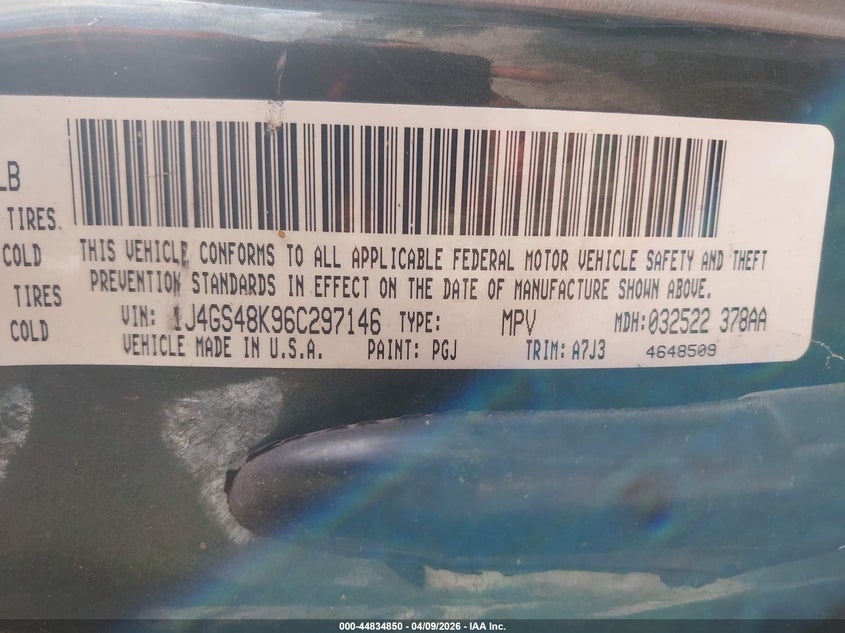 LB
TIRES
COLD
TIRES
COLD
THIS VEHICLE CONFORMS TO ALL APPLICABLE FEDERAL MOTOR VEHICLE SAFETY AND THEFT
PREVENTION STANDARDS IN EFFECT ON THE DATE OF MANUFACTURE SHOWN ABOVE.
VIN: 1J4GS48K96C297146 TYPE: MPV MDH:032522 378AA
VEHICLE MADE IN U.S.A. PAINT: PGJ TRIM: A7J3 4648509
000-44834850 | 04/09/2026 | IAA Inc.